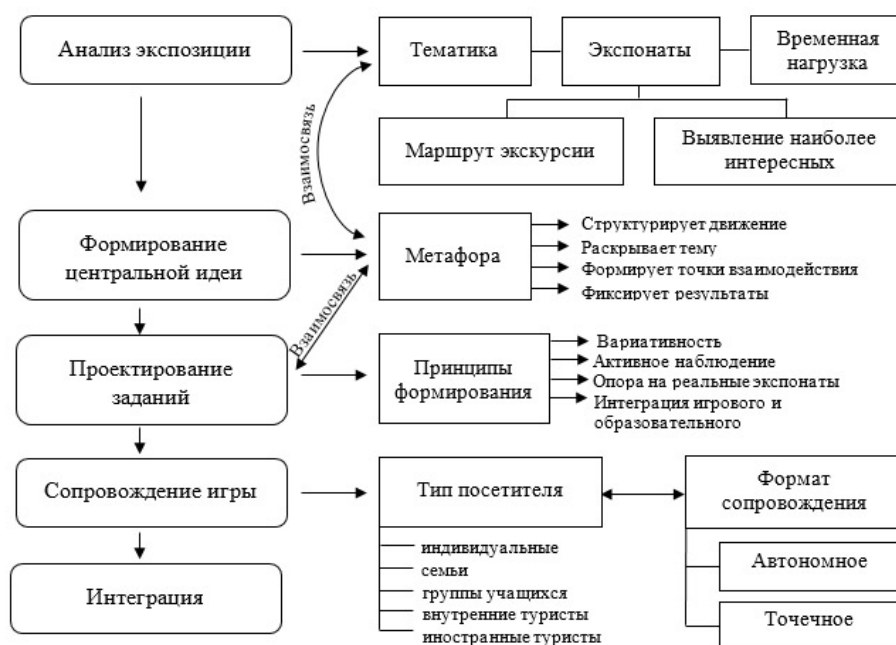 Анализ экспозиции
Тематика
Экспонаты
Временная
нагрузка
Взаимосвязь
Маршрут экскурсии
Выявление наиболее
интересных
Формирование
центральной идеи
Метафора
Структурирует движение
Раскрывает тему
Формирует точки взаимодействия
Фиксирует результаты
Взаимосвязь
Проектирование
заданий
Принципы
формирования
Вариативность
Активное наблюдение
Опора на реальные экспонаты
Интеграция игрового и
образовательного
Сопровождение игры
Тип посетителя
Формат
сопровождения
индивидуальные
семьи
группы учащихся
внутренние туристы
иностранные туристы
Автономное
Точечное
Интеграция